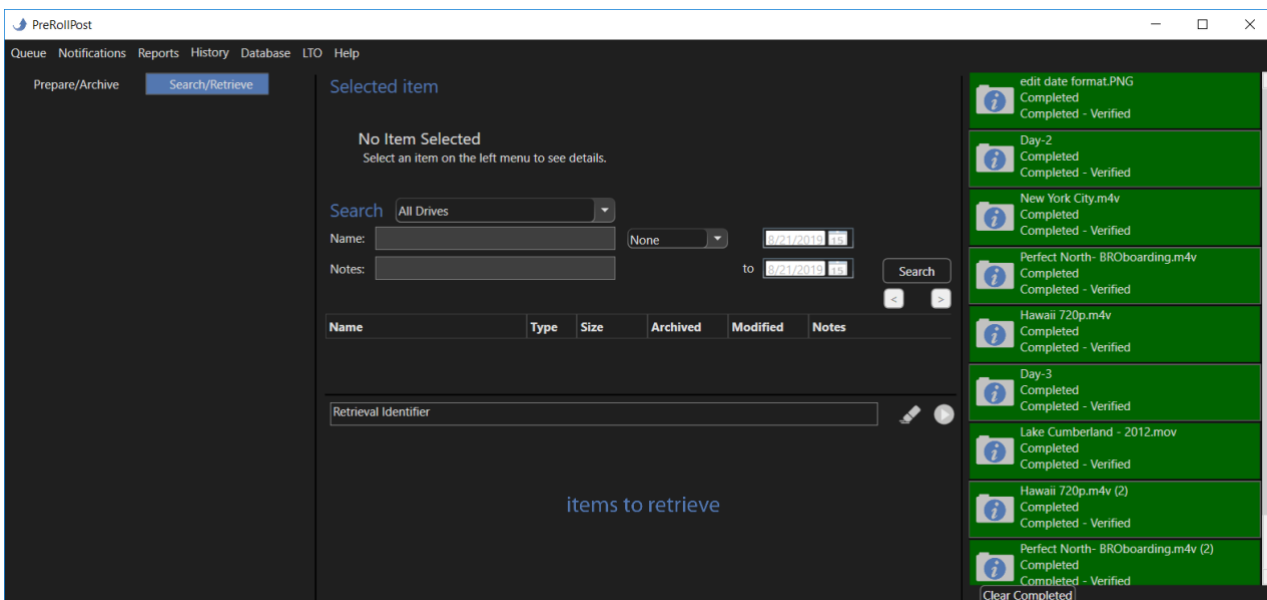 PreRollPost
Queue Notifications Reports History Database LTO Help
Prepare/Archive Search/Retrieve
Selected item
No Item Selected
Select an item on the left menu to see details.
Search All Drives
Name: None 8/21/2019 15
Notes: to 8/21/2019 15 Search
< >
Name Type Size Archived Modified Notes
Retrieval Identifier
items to retrieve
edit date format.PNG
Completed
Completed - Verified
Day-2
Completed
Completed - Verified
New York City.m4v
Completed
Completed - Verified
Perfect North- BROboarding.m4v
Completed
Completed - Verified
Hawaii 720p.m4v
Completed
Completed - Verified
Day-3
Completed
Completed - Verified
Lake Cumberland - 2012.mov
Completed
Completed - Verified
Hawaii 720p.m4v (2)
Completed
Completed - Verified
Perfect North- BROboarding.m4v (2)
Completed
Completed - Verified
Clear Completed